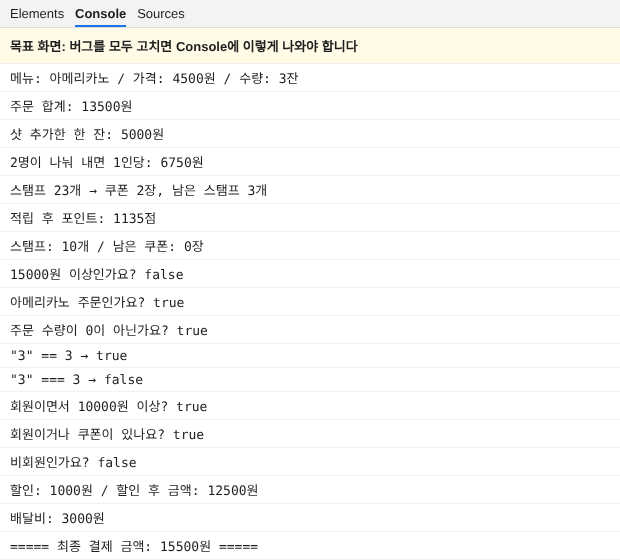 Elements Console Sources
목표 화면: 버그를 모두 고치면 Console에 이렇게 나와야 합니다
메뉴: 아메리카노 / 가격: 4500원 / 수량: 3잔
주문 합계: 13500원
샷 추가한 한 잔: 5000원
2명이 나눠 내면 1인당: 6750원
스탬프 23개 → 쿠폰 2장, 남은 스탬프 3개
적립 후 포인트: 1135점
스탬프: 10개 / 남은 쿠폰: 0장
15000원 이상인가요? false
아메리카노 주문인가요? true
주문 수량이 0이 아닌가요? true
"3" == 3 → true
"3" === 3 → false
회원이면서 10000원 이상? true
회원이거나 쿠폰이 있나요? true
비회원인가요? false
할인: 1000원 / 할인 후 금액: 12500원
배달비: 3000원
===== 최종 결제 금액: 15500원 =====